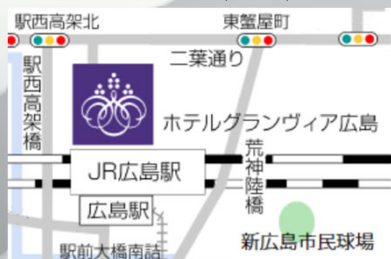 駅西高架北
東蟹屋町
二葉通り
駅西高架橋
ホテルグランヴィア広島
荒神陸橋
JR広島駅
広島駅
新広島市民球場
駅前大橋南詰